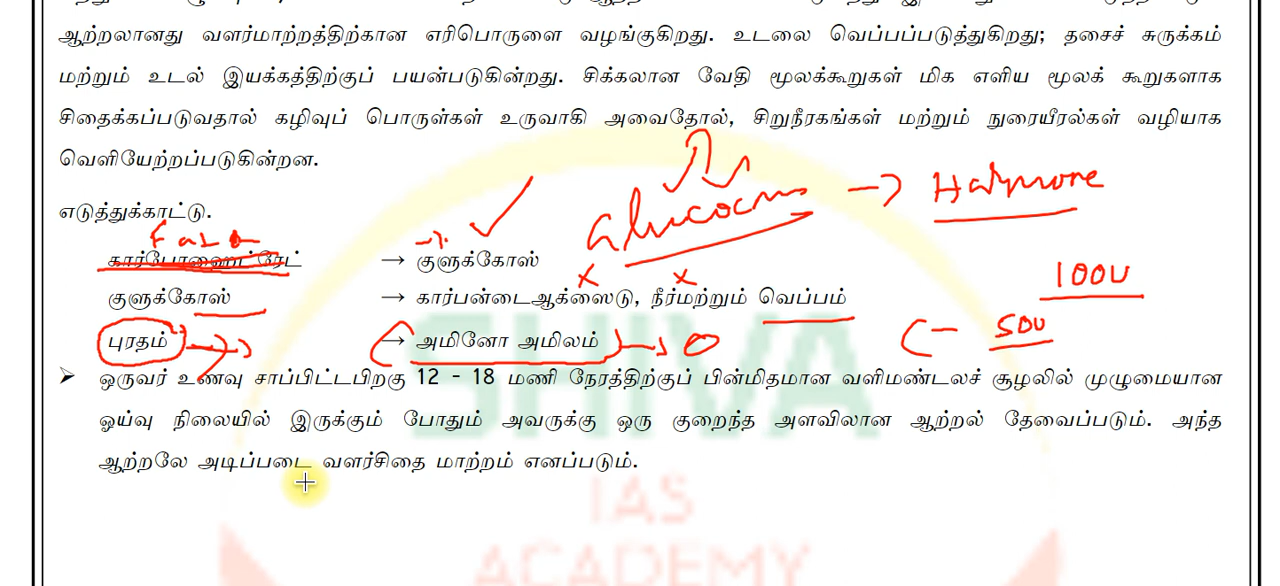 ஆற்றலானது வளர்மாற்றத்திற்கான எரிபொருளை வழங்குகிறது. உடலை வெப்பப்படுத்துகிறது; தசைச் சுருக்கம்
மற்றும் உடல் இயக்கத்திற்குப் பயன்படுகின்றது. சிக்கலான வேதி மூலக்கூறுகள் மிக எளிய மூலக் கூறுகளாக
சிதைக்கப்படுவதால் கழிவுப் பொருள்கள் உருவாகி அவைதோல், சிறுநீரகங்கள் மற்றும் நுரையீரல்கள் வழியாக
வெளியேற்றப்படுகின்றன.
எடுத்துக்காட்டு.
கார்போஹைட்ரேட் → குளுக்கோஸ்
குளுக்கோஸ் → கார்பன்டைஆக்ஸைடு, நீர்மற்றும் வெப்பம்
100U
புரதம் → அமினோ அமிலம்
50U
➤ ஒருவர் உணவு சாப்பிட்டபிறகு 12 - 18 மணி நேரத்திற்குப் பின்மிதமான வளிமண்டலச் சூழலில் முழுமையான
ஓய்வு நிலையில் இருக்கும் போதும் அவருக்கு ஒரு குறைந்த அளவிலான ஆற்றல் தேவைப்படும். அந்த
ஆற்றலே அடிப்படை வளர்சிதை மாற்றம் எனப்படும்.
SHIVA
IAS
ACADEMY